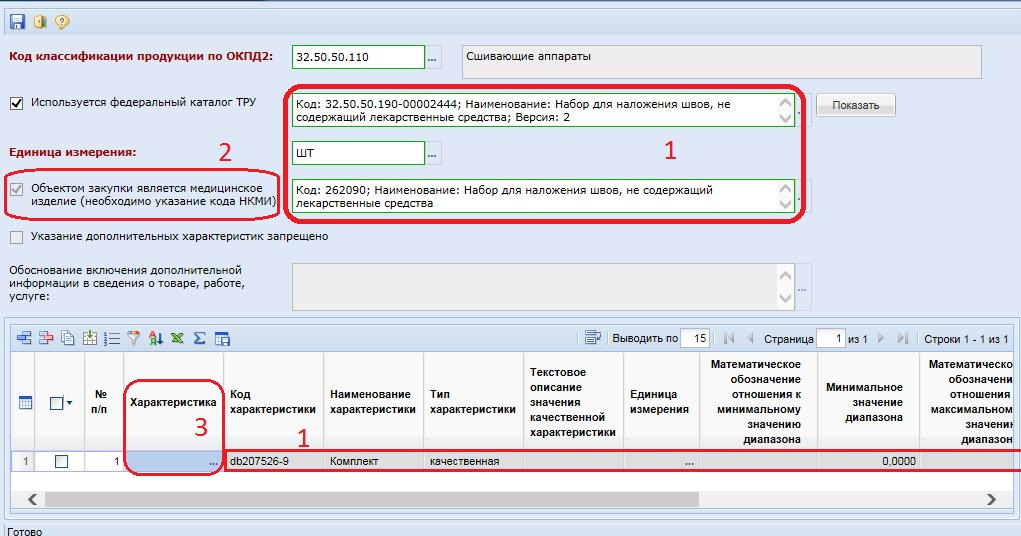 Код классификации продукции по ОКПД2:
32.50.50.110
...
Сшивающие аппараты
Используется федеральный каталог ТРУ
Код: 32.50.50.190-00002444; Наименование: Набор для наложения швов, не
содержащий лекарственные средства; Версия: 2
Показать
Единица измерения:
2
ШТ
...
1
Объектом закупки является медицинское
изделие (необходимо указание кода НКМИ)
Код: 262090; Наименование: Набор для наложения швов, не содержащий
лекарственные средства
Указание дополнительных характеристик запрещено
Обоснование включения дополнительной
информации в сведения о товаре, работе,
услуге:
...
Выводить по
15
Страница
1
из 1
Строки 1 - 1 из 1
№
п/п
Характеристика
3
Код
характеристики
1
Наименование
характеристики
Тип
характеристики
Текстовое
описание
значения
качественной
характеристики
Единица
измерения
Математическое
обозначение
отношения к
минимальному
значению
диапазона
Минимальное
значение
диапазона
Математическо
обозначени
отношения
максимальном
значени
диапазон
1
1
...
db207526-9
Комплект
качественная
...
0,0000
Готово